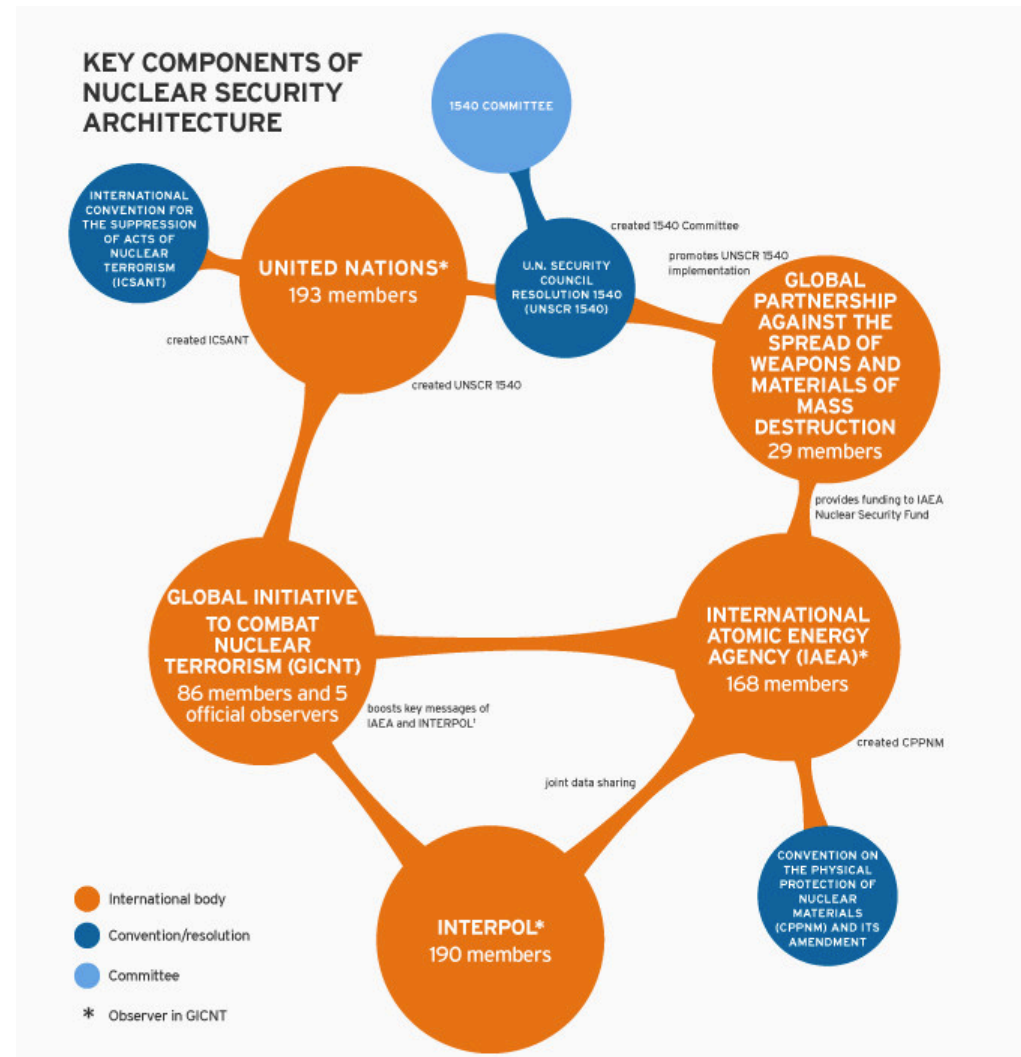 KEY COMPONENTS OF
NUCLEAR SECURITY
ARCHITECTURE
1540 COMMITTEE
INTERNATIONAL
CONVENTION FOR
THE SUPPRESSION
OF ACTS OF
NUCLEAR
TERRORISM
(ICSANT)
UNITED NATIONS*
193 members
created 1540 Committee
U.N. SECURITY
COUNCIL
RESOLUTION 1540
(UNSCR 1540)
promotes UNSCR 1540
implementation
GLOBAL
PARTNERSHIP
AGAINST THE
SPREAD OF
WEAPONS AND
MATERIALS OF
MASS
DESTRUCTION
29 members
created ICSANT
created UNSCR 1540
provides funding to IAEA
Nuclear Security Fund
GLOBAL INITIATIVE
TO COMBAT
NUCLEAR
TERRORISM (GICNT)
86 members and 5
official observers
INTERNATIONAL
ATOMIC ENERGY
AGENCY (IAEA)*
168 members
boosts key messages of
IAEA and INTERPOL¹
created CPPNM
joint data sharing
CONVENTION ON
THE PHYSICAL
PROTECTION OF
NUCLEAR
MATERIALS
(CPPNM) AND ITS
AMENDMENT
INTERPOL*
190 members
International body
Convention/resolution
Committee
* Observer in GICNT